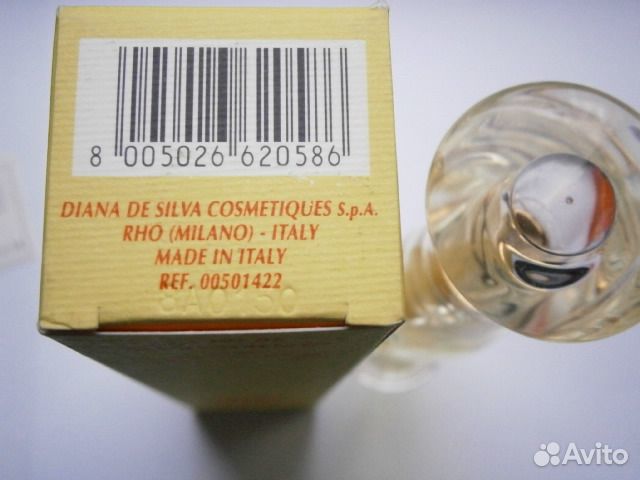 8 005026 620586
DIANA DE SILVA COSMETIQUES S.p.A.
RHO (MILANO) - ITALY
MADE IN ITALY
REF. 00501422
Avito